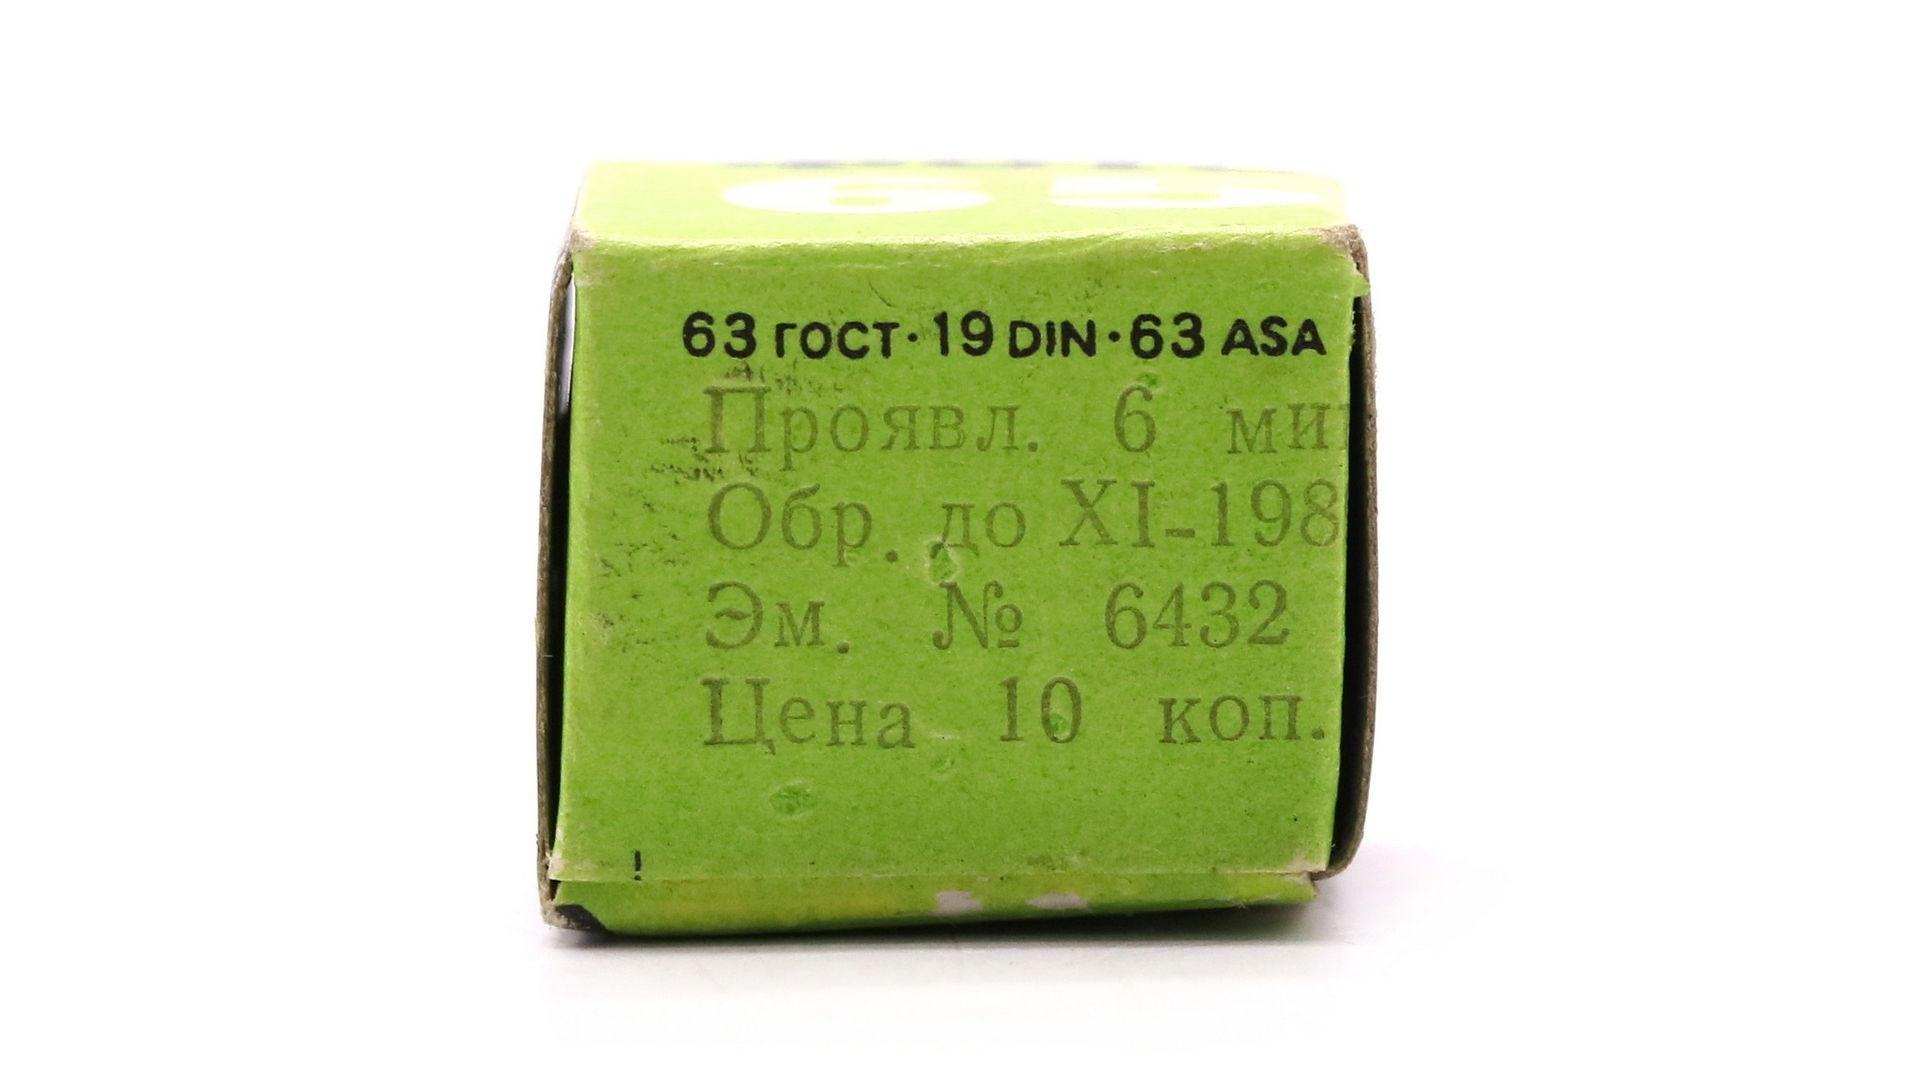 65
63 ГОСТ · 19 DIN · 63 ASA
Проявл. 6 ми
Обр. до XI-198
Эм. № 6432
Цена 10 коп.
!